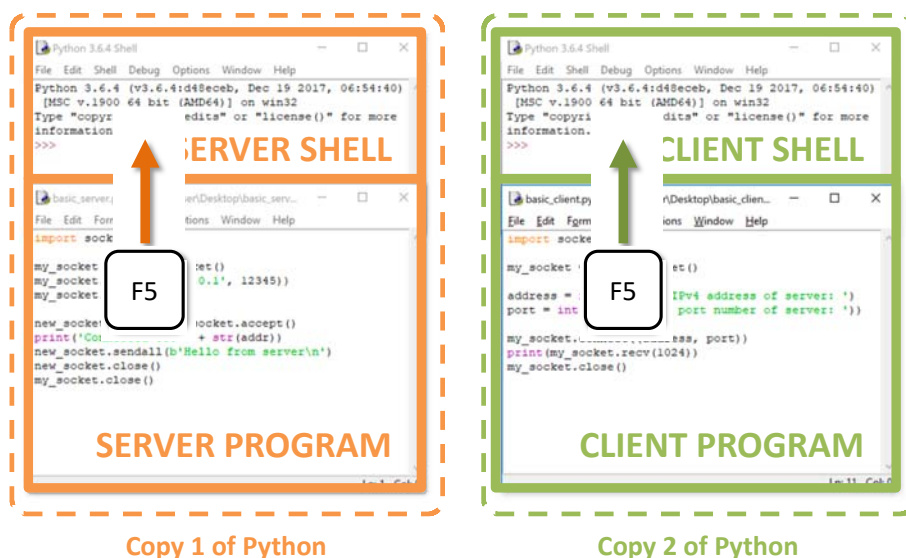 Python 3.6.4 Shell
File Edit Shell Debug Options Window Help
Python 3.6.4 (v3.6.4:d48eceb, Dec 19 2017, 06:54:40)
[MSC v.1900 64 bit (AMD64)] on win32
Type "copyr edits" or "license()" for more
information
>>>
SERVER SHELL
basic_server. \Desktop\basic_serv...
File Edit Window Help
import sock
my_socket et()
my_socket 0.1', 12345))
my_socket
new_socket ocket.accept()
print('Co + str(addr))
new_socket.sendall(b'Hello from server\n')
new_socket.close()
my_socket.close()
F5
SERVER PROGRAM
Copy 1 of Python
Python 3.6.4 Shell
File Edit Shell Debug Options Window Help
Python 3.6.4 (v3.6.4:d48eceb, Dec 19 2017, 06:54:40)
[MSC v.1900 64 bit (AMD64)] on win32
Type "copyri dits" or "license()" for more
information.
>>>
CLIENT SHELL
basic_client.py \Desktop\basic_clien...
File Edit Window Help
import socke
my_socket et()
address = IPv4 address of server: ')
port = int port number of server: '))
my_socket. , port))
print(my_socket.recv(1024))
my_socket.close()
F5
CLIENT PROGRAM
Copy 2 of Python